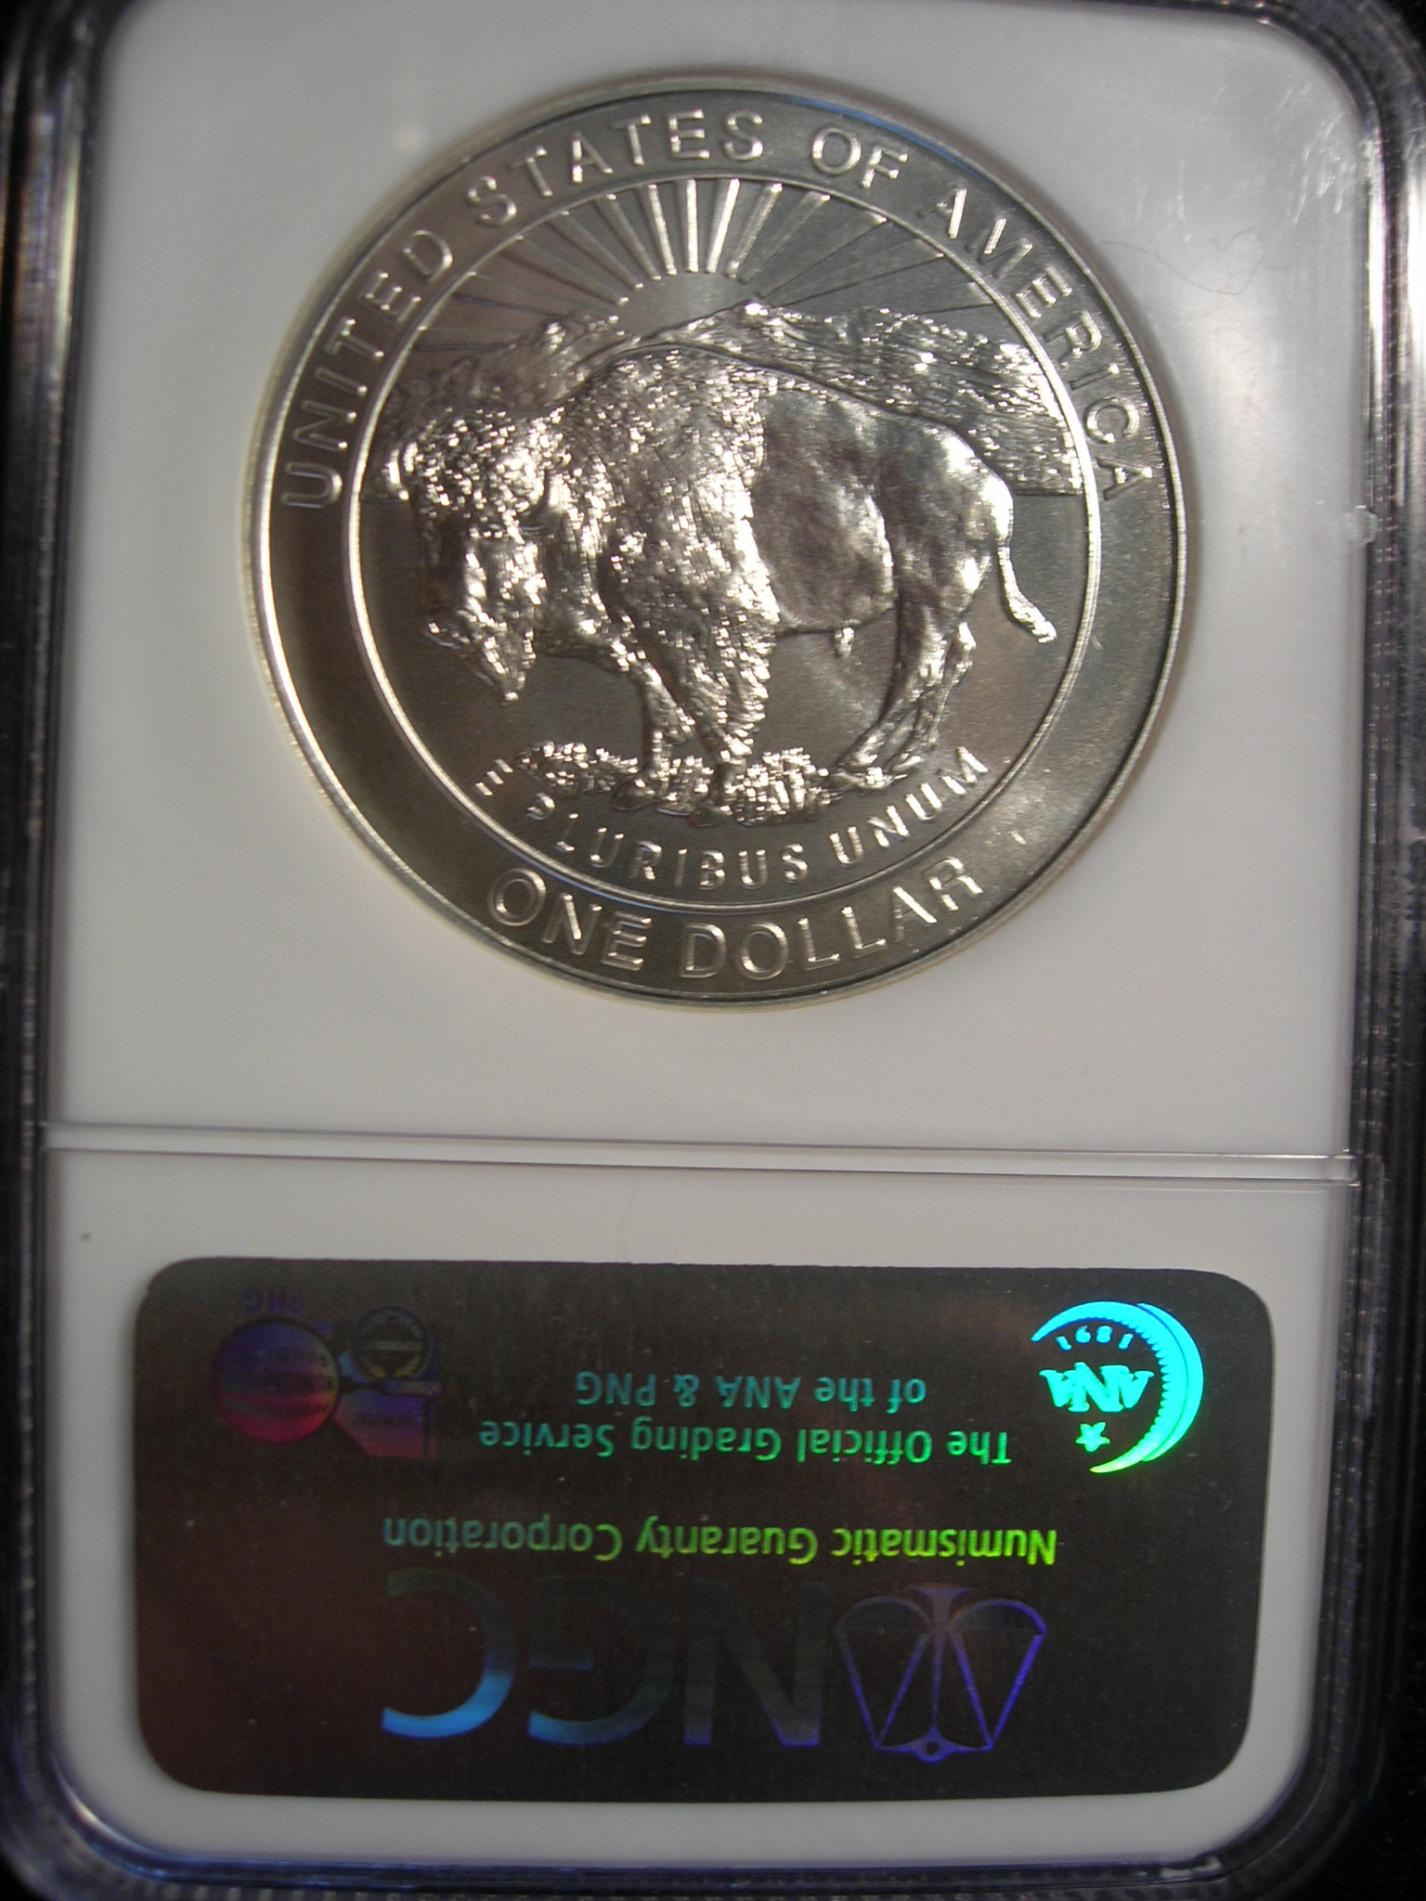 UNITED STATES OF AMERICA
E PLURIBUS UNUM
ONE DOLLAR
NGC
Numismatic Guaranty Corporation
The Official Grading Service
of the ANA & PNG
ANA
1891
PNG